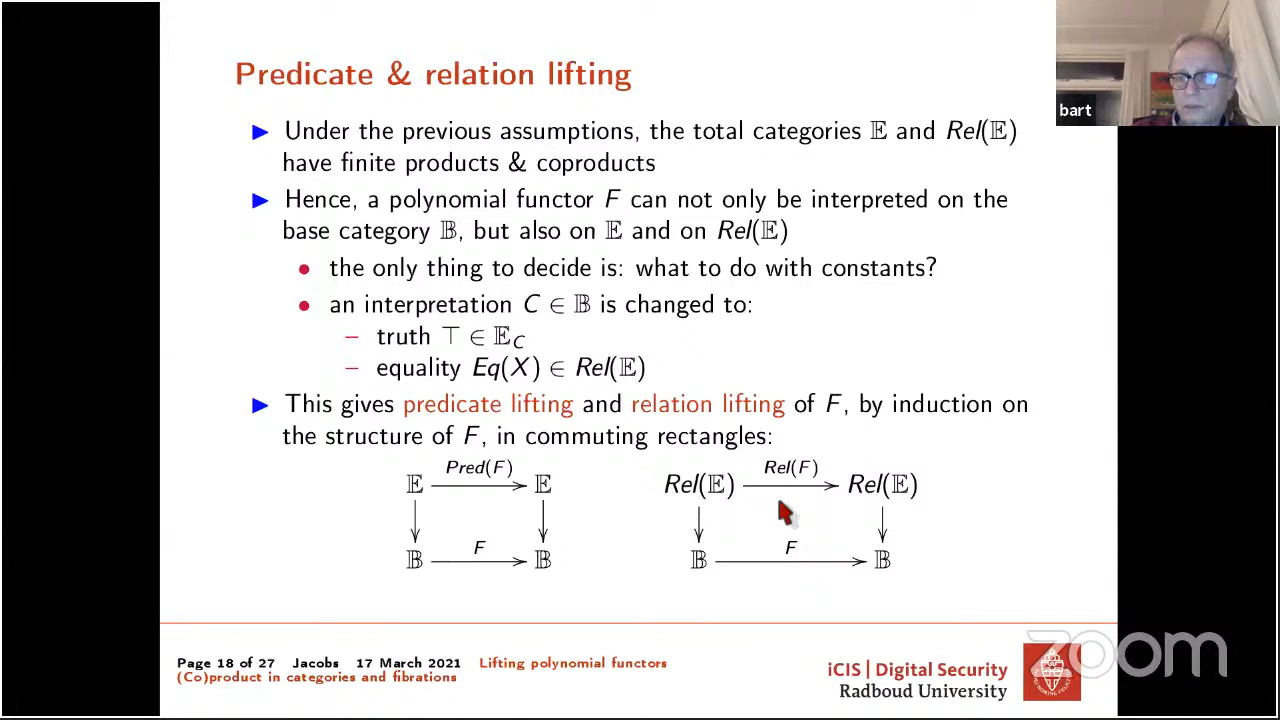 Predicate & relation lifting
bart
▶ Under the previous assumptions, the total categories 𝔼 and Rel(𝔼)
have finite products & coproducts
▶ Hence, a polynomial functor F can not only be interpreted on the
base category 𝔹, but also on 𝔼 and on Rel(𝔼)
• the only thing to decide is: what to do with constants?
• an interpretation C ∈ 𝔹 is changed to:
– truth ⊤ ∈ 𝔼_C
– equality Eq(X) ∈ Rel(𝔼)
▶ This gives predicate lifting and relation lifting of F, by induction on
the structure of F, in commuting rectangles:
Pred(F)
𝔼 𝔼
F
𝔹 𝔹
Rel(F)
Rel(𝔼) Rel(𝔼)
F
𝔹 𝔹
Page 18 of 27 Jacobs 17 March 2021 Lifting polynomial functors
(Co)product in categories and fibrations
iCIS | Digital Security
Radboud University
zoom